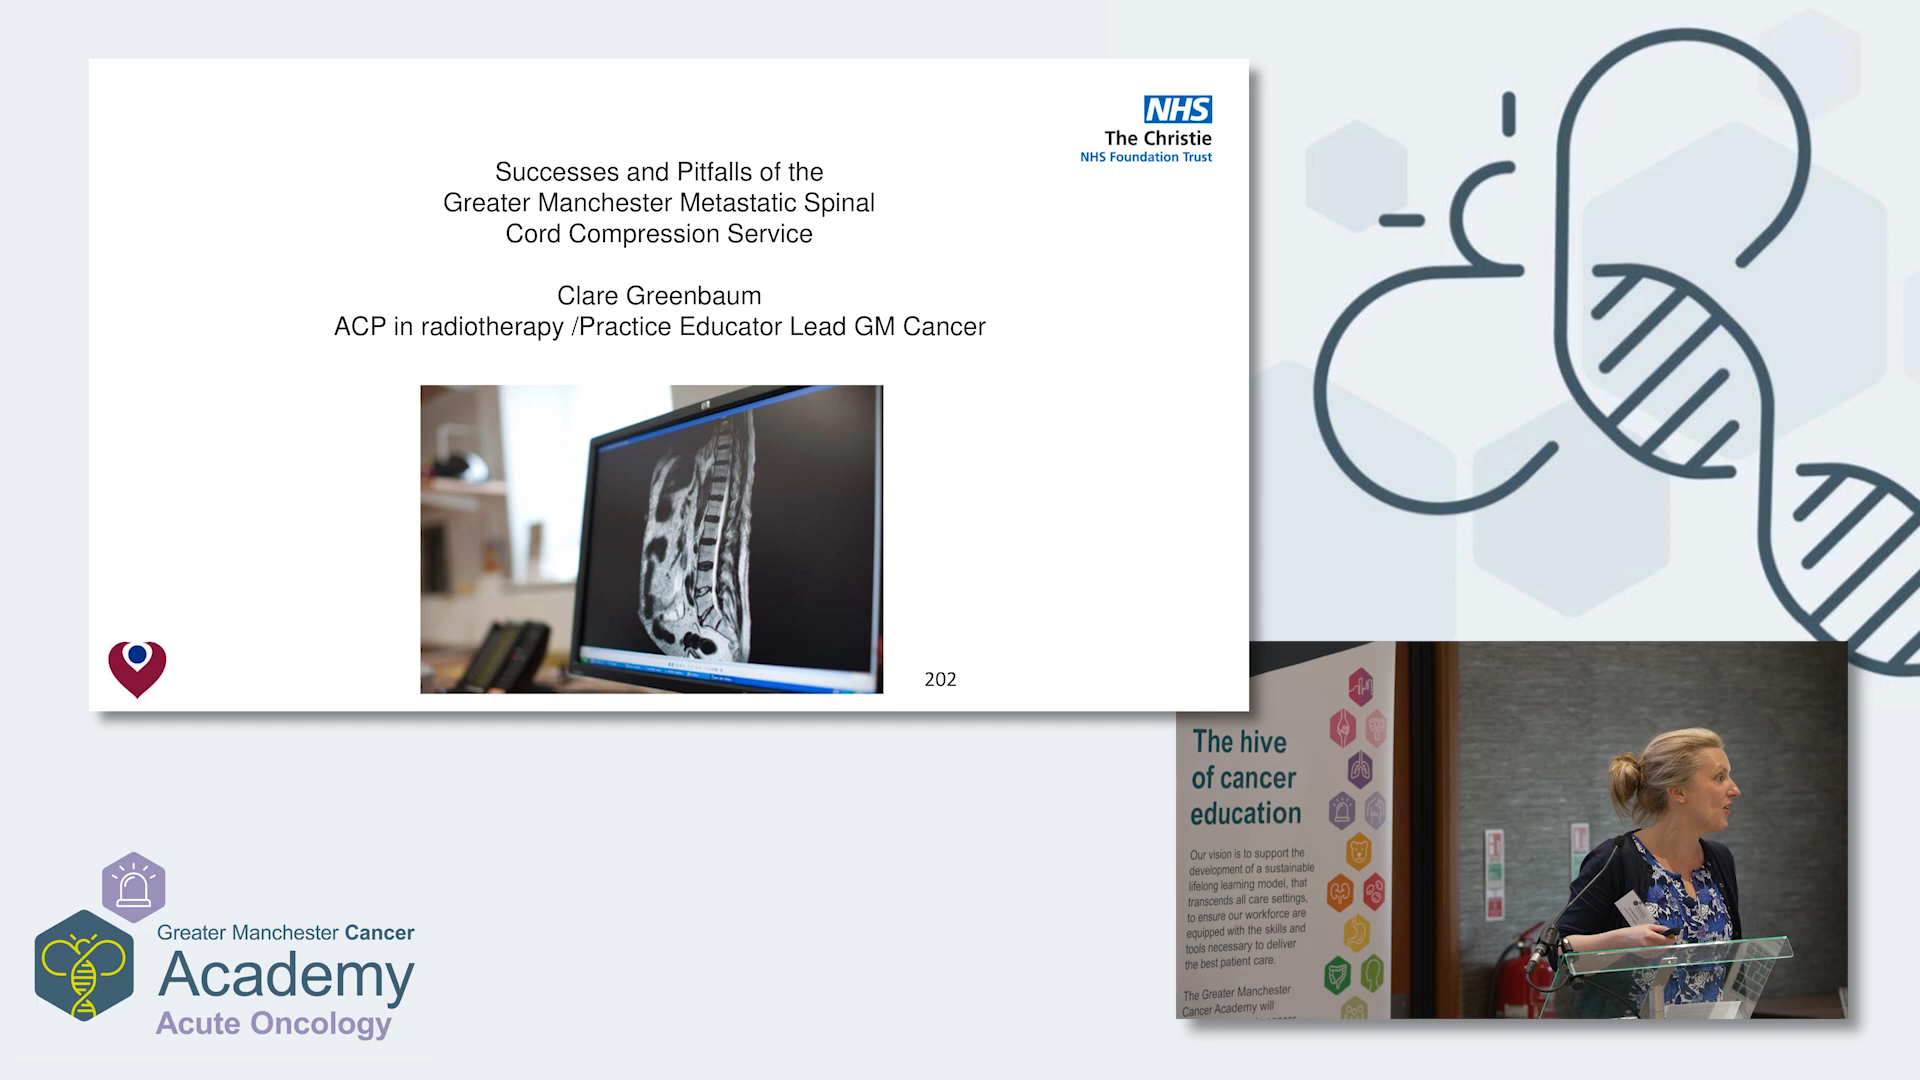 NHS
The Christie
NHS Foundation Trust
Successes and Pitfalls of the
Greater Manchester Metastatic Spinal
Cord Compression Service
Clare Greenbaum
ACP in radiotherapy /Practice Educator Lead GM Cancer
202
The hive
of cancer
education
Our vision is to support the
development of a sustainable
lifelong learning model, that
transcends all care settings,
to ensure our workforce are
equipped with the skills and
tools necessary to deliver
the best patient care.
The Greater Manchester
Cancer Academy will
Greater Manchester Cancer
Academy
Acute Oncology